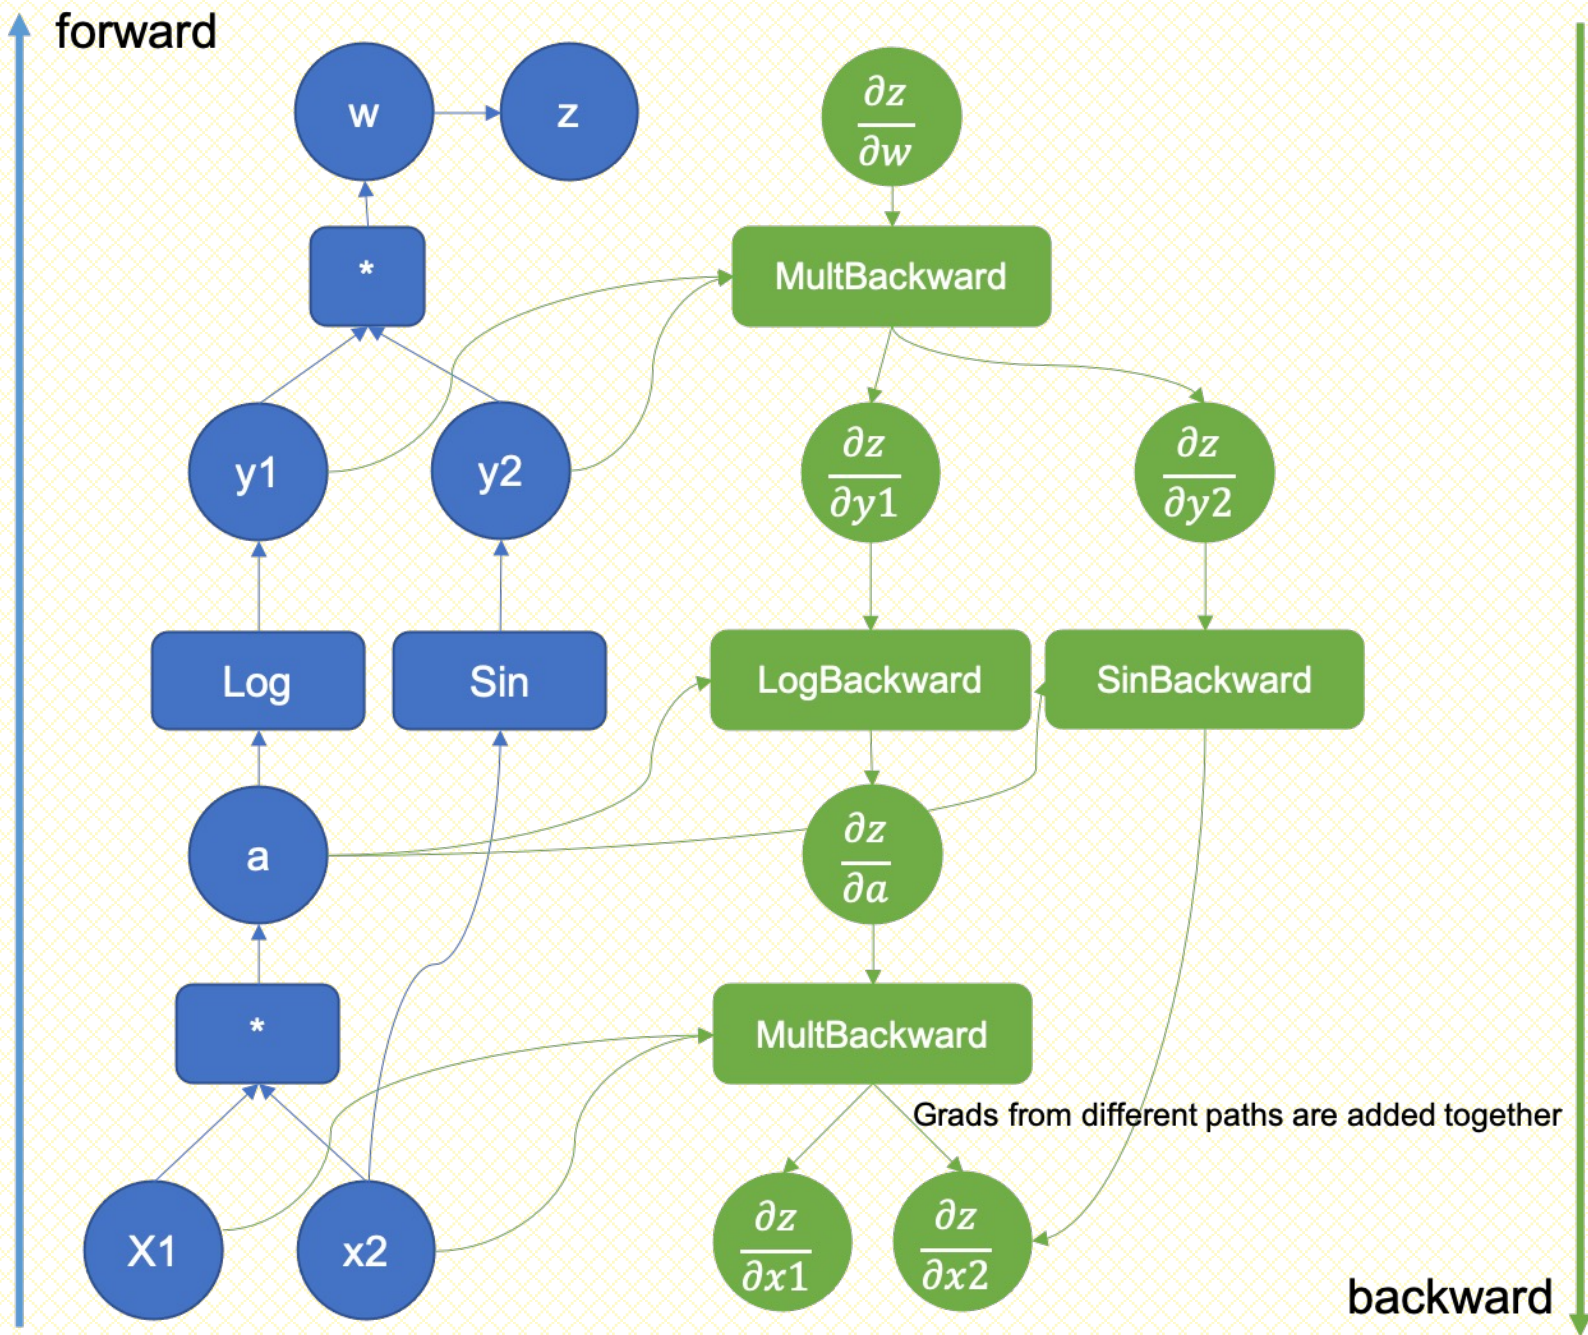 forward
w
z
∂z
∂w
*
MultBackward
y1
y2
∂z
∂y1
∂z
∂y2
Log
Sin
LogBackward
SinBackward
a
∂z
∂a
*
MultBackward
Grads from different paths are added together
X1
x2
∂z
∂x1
∂z
∂x2
backward